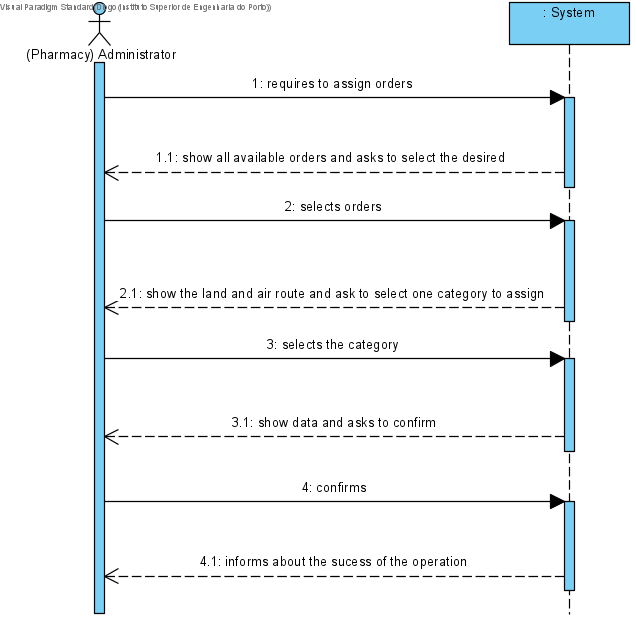 Visual Paradigm Standard(Diogo(Instituto Superior de Engenharia do Porto))
: System
(Pharmacy) Administrator
1: requires to assign orders
1.1: show all available orders and asks to select the desired
2: selects orders
2.1: show the land and air route and ask to select one category to assign
3: selects the category
3.1: show data and asks to confirm
4: confirms
4.1: informs about the sucess of the operation